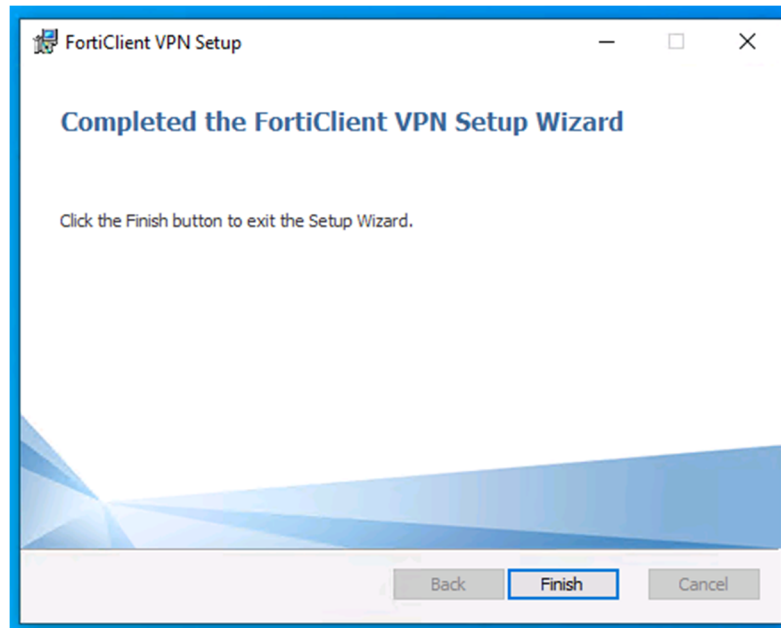 FortiClient VPN Setup
Completed the FortiClient VPN Setup Wizard
Click the Finish button to exit the Setup Wizard.
Back Finish Cancel